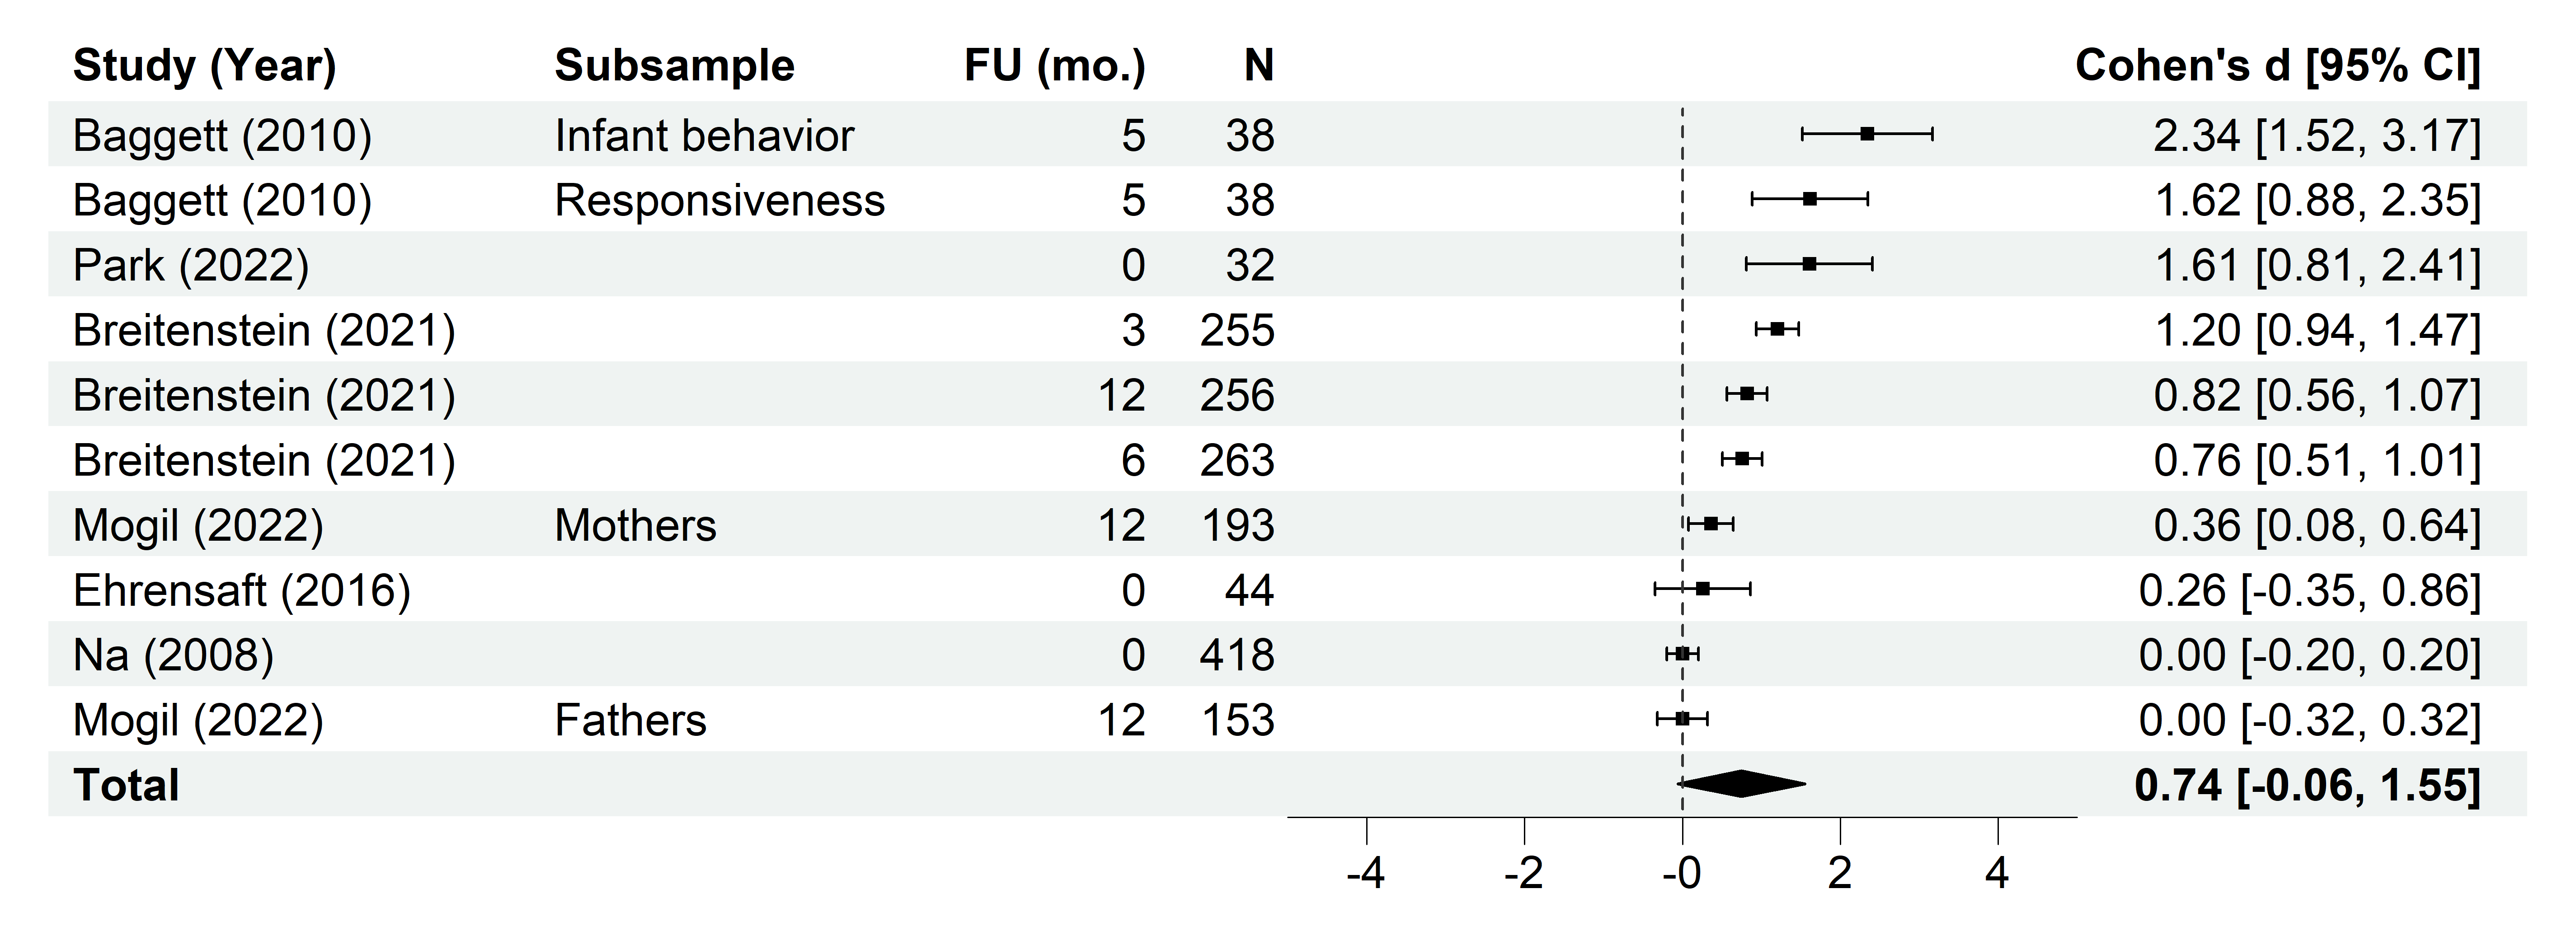 Study (Year) Subsample FU (mo.) N Cohen's d [95% CI]
Baggett (2010) Infant behavior 5 38 2.34 [1.52, 3.17]
Baggett (2010) Responsiveness 5 38 1.62 [0.88, 2.35]
Park (2022) 0 32 1.61 [0.81, 2.41]
Breitenstein (2021) 3 255 1.20 [0.94, 1.47]
Breitenstein (2021) 12 256 0.82 [0.56, 1.07]
Breitenstein (2021) 6 263 0.76 [0.51, 1.01]
Mogil (2022) Mothers 12 193 0.36 [0.08, 0.64]
Ehrensaft (2016) 0 44 0.26 [-0.35, 0.86]
Na (2008) 0 418 0.00 [-0.20, 0.20]
Mogil (2022) Fathers 12 153 0.00 [-0.32, 0.32]
Total 0.74 [-0.06, 1.55]
-4 -2 -0 2 4